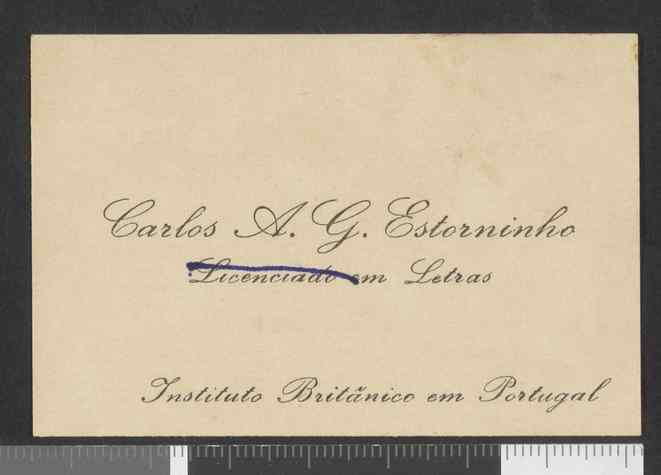 Carlos A. G. Estorninho
Licenciado em Letras
Instituto Britânico em Portugal